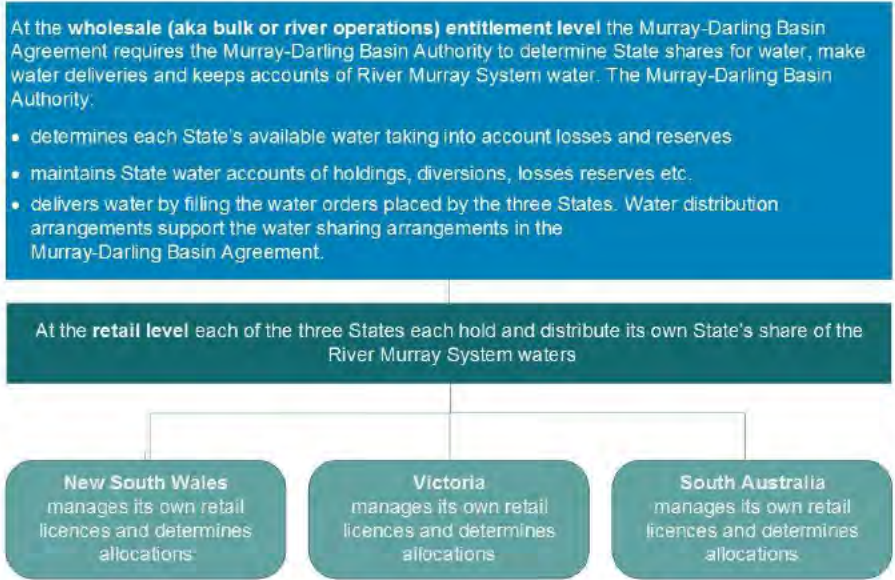 At the wholesale (aka bulk or river operations) entitlement level the Murray-Darling Basin
Agreement requires the Murray-Darling Basin Authority to determine State shares for water, make
water deliveries and keeps accounts of River Murray System water. The Murray-Darling Basin
Authority:
• determines each State's available water taking into account losses and reserves
• maintains State water accounts of holdings, diversions, losses reserves etc.
• delivers water by filling the water orders placed by the three States. Water distribution
arrangements support the water sharing arrangements in the
Murray-Darling Basin Agreement.
At the retail level each of the three States each hold and distribute its own State's share of the
River Murray System waters
New South Wales
manages its own retail
licences and determines
allocations
Victoria
manages its own retail
licences and determines
allocations
South Australia
manages its own retail
licences and determines
allocations